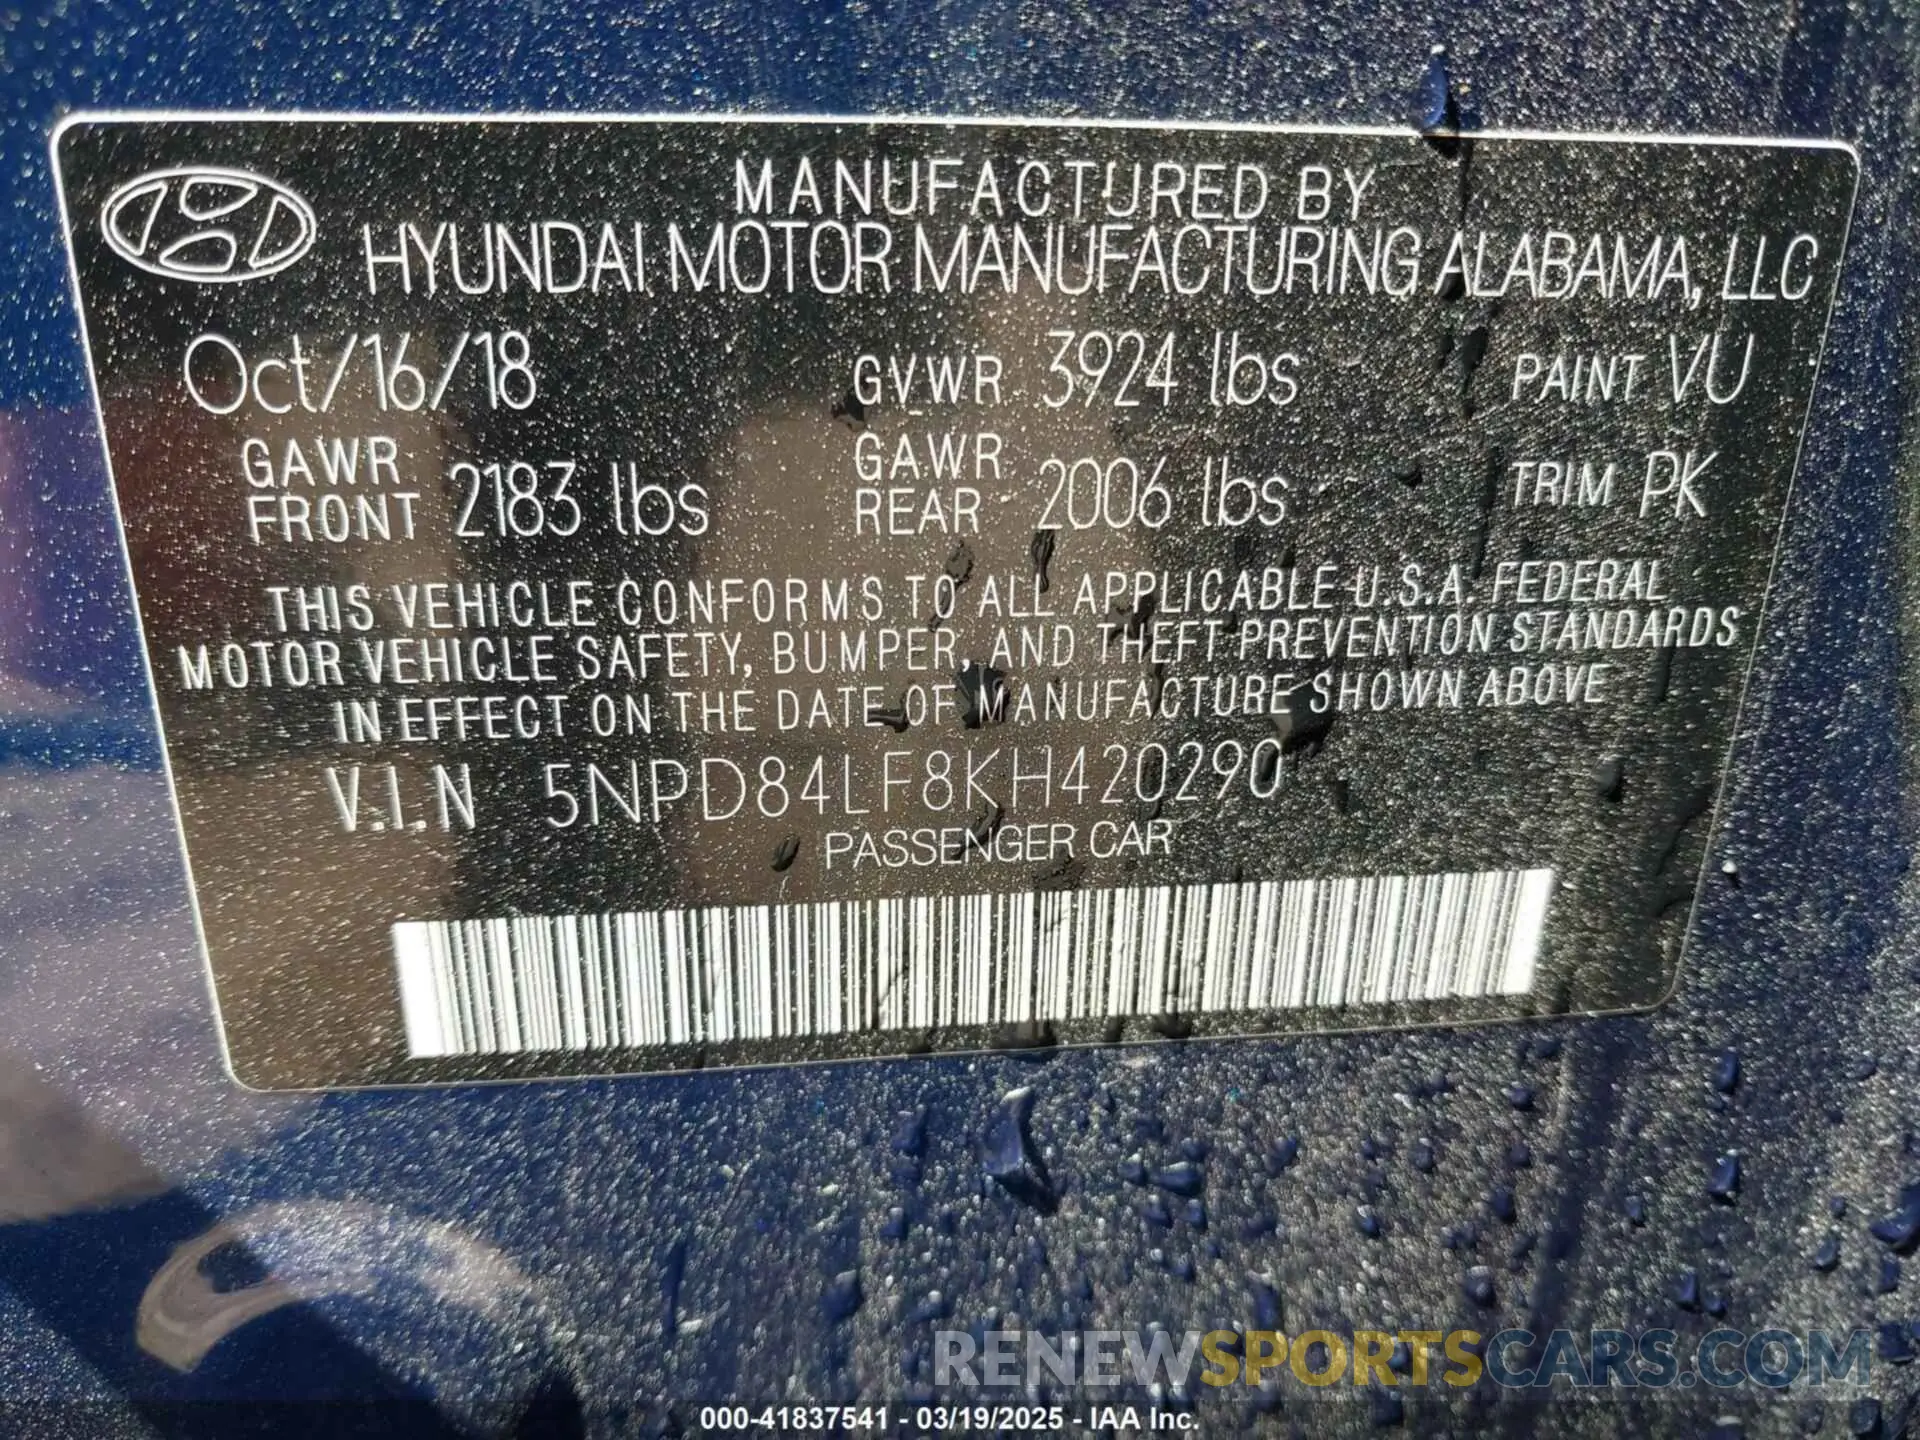 MANUFACTURED BY
HYUNDAI MOTOR MANUFACTURING ALABAMA, LLC
Oct/16/18 GVWR 3924 lbs PAINT VU
GAWR FRONT 2183 lbs GAWR REAR 2006 lbs TRIM PK
THIS VEHICLE CONFORMS TO ALL APPLICABLE U.S.A. FEDERAL
MOTOR VEHICLE SAFETY, BUMPER, AND THEFT PREVENTION STANDARDS
IN EFFECT ON THE DATE OF MANUFACTURE SHOWN ABOVE
V.I.N 5NPD84LF8KH420290
PASSENGER CAR
RENEWSPORTSCARS.COM
000-41837541 - 03/19/2025 - IAA Inc.